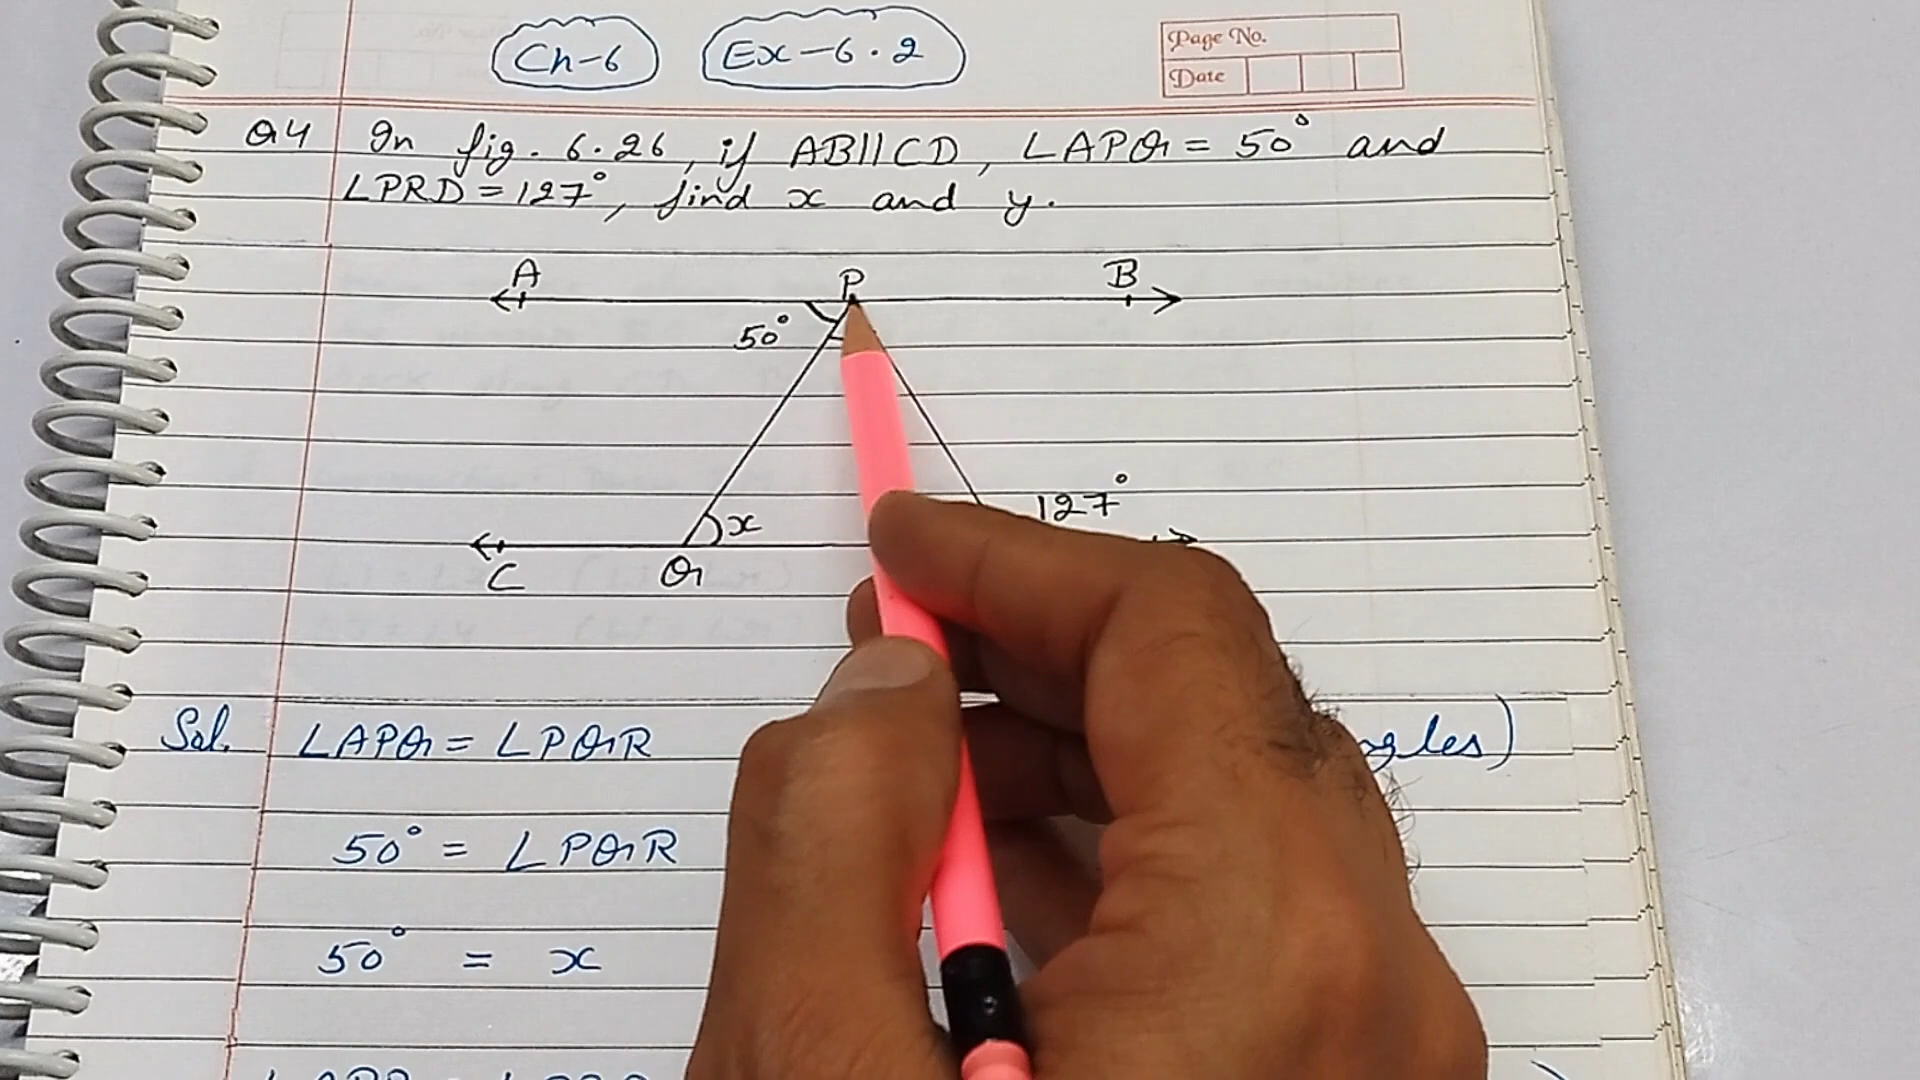 Ch-6
Ex-6.2
Page No.
Date
Q4 In fig. 6.26, if AB||CD, ∠APQ = 50° and
∠PRD = 127°, find x and y.
A P B
50°
127°
x
C Q
Sol. ∠APQ = ∠PQR
50° = ∠PQR
50° = x